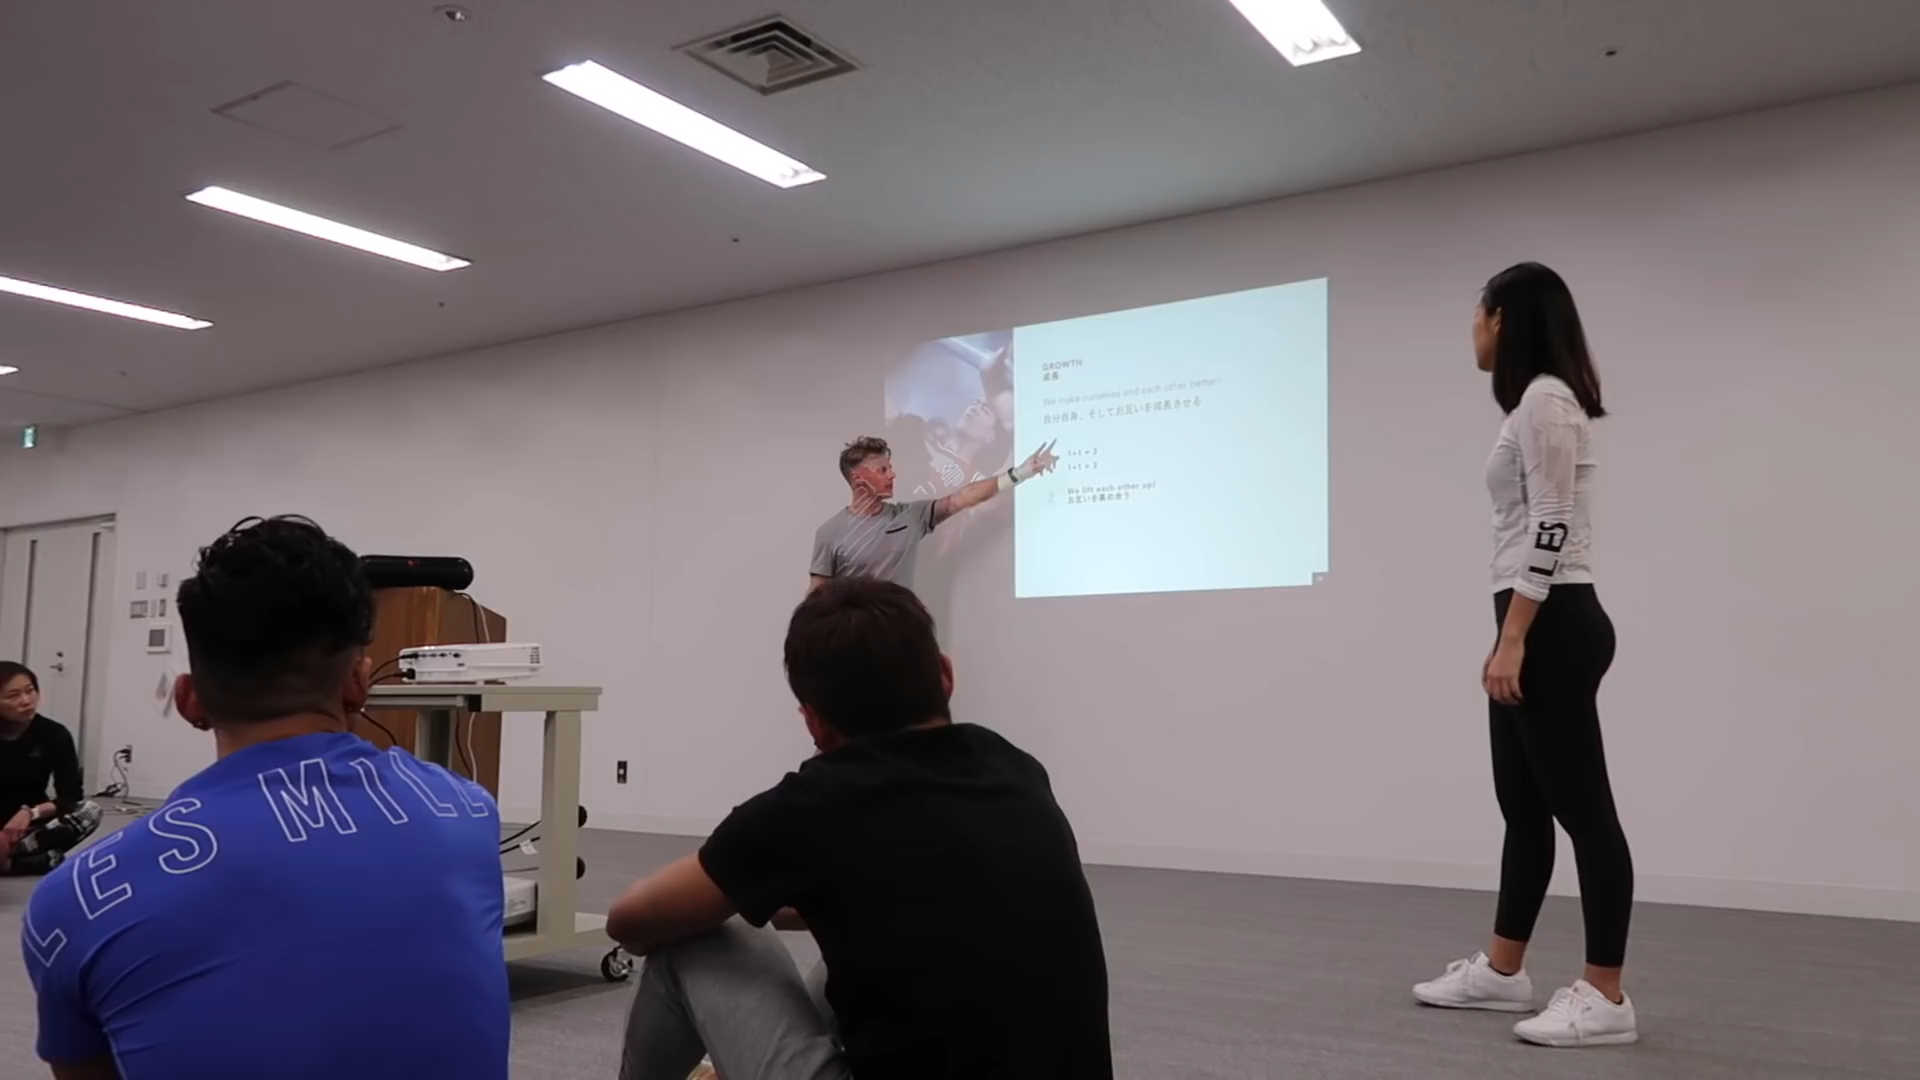 GROWTH
成長
We make ourselves and each other better!
自分自身、そしてお互いを成長させる
1+1 = 2
1+1 = 3
2
We lift each other up!
お互いを高め合う
LES
LES MILL